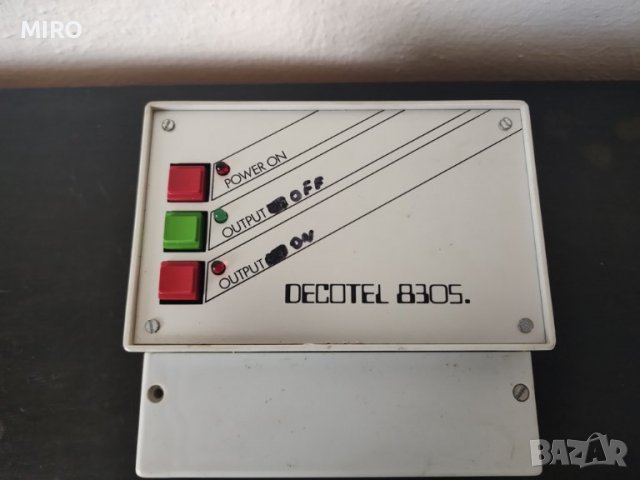 MIRO
POWER ON
OUTPUT OFF
OUTPUT ON
DECOTEL 8305.
BAZAR